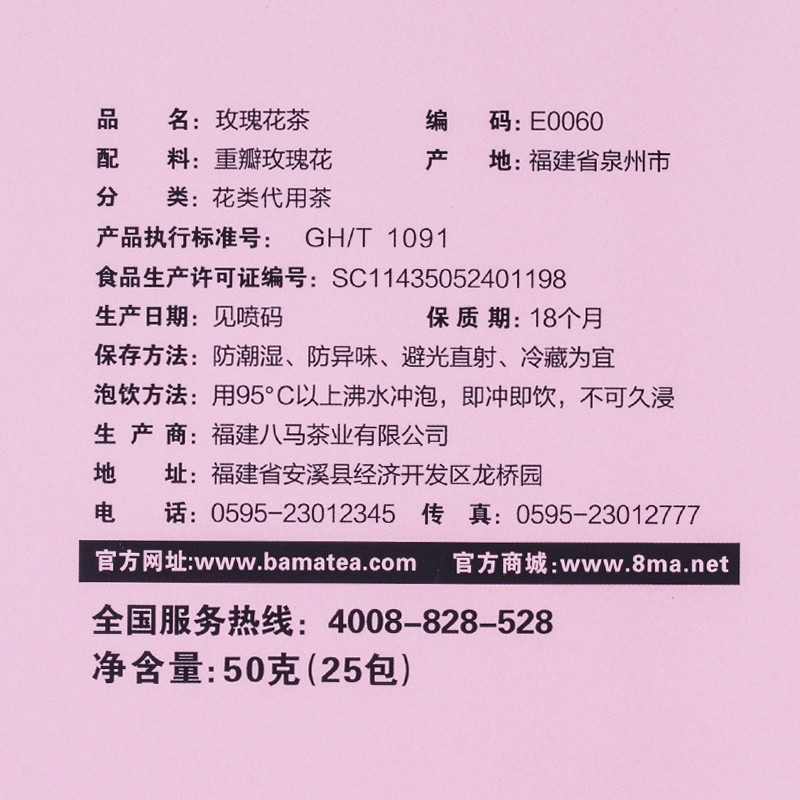 品 名：玫瑰花茶 编 码：E0060
配 料：重瓣玫瑰花 产 地：福建省泉州市
分 类：花类代用茶
产品执行标准号： GH/T 1091
食品生产许可证编号：SC11435052401198
生产日期：见喷码 保 质 期：18个月
保存方法：防潮湿、防异味、避光直射、冷藏为宜
泡饮方法：用95°C以上沸水冲泡，即冲即饮，不可久浸
生 产 商：福建八马茶业有限公司
地 址：福建省安溪县经济开发区龙桥园
电 话：0595-23012345 传 真：0595-23012777
官方网址:www.bamatea.com 官方商城:www.8ma.net
全国服务热线：4008-828-528
净含量:50克(25包)